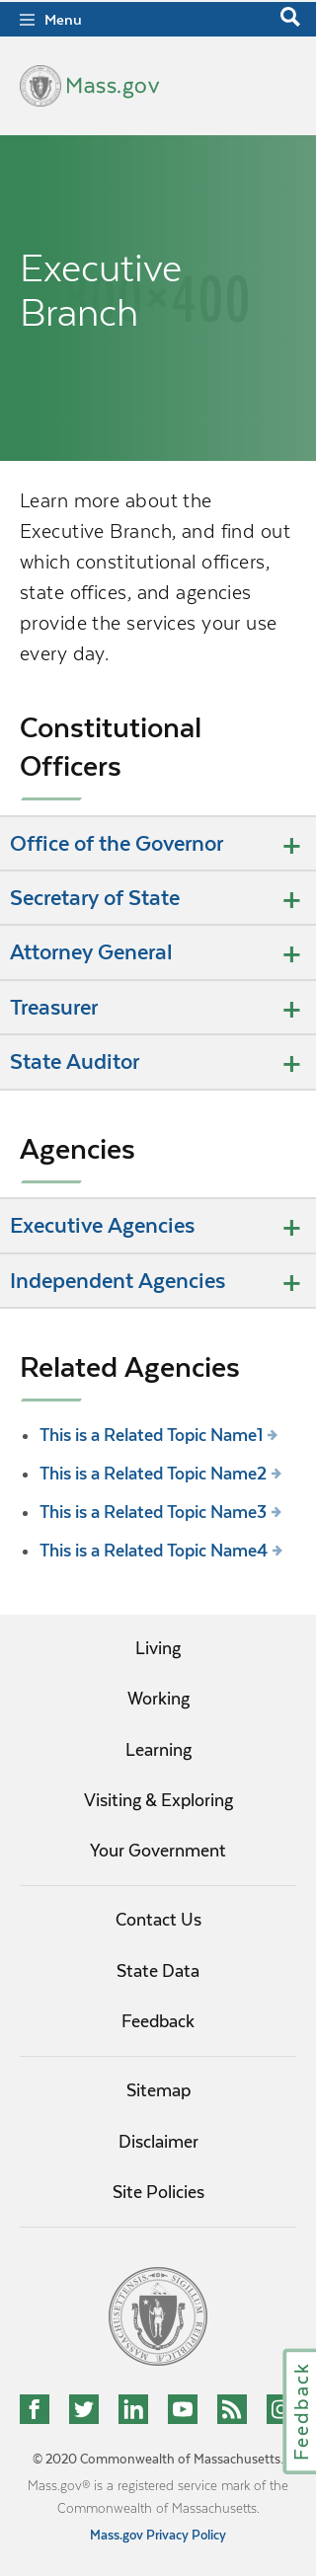 Menu
Mass.gov
Executive
Branch
×400
Learn more about the
Executive Branch, and find out
which constitutional officers,
state offices, and agencies
provide the services your use
every day.
Constitutional
Officers
Office of the Governor
Secretary of State
Attorney General
Treasurer
State Auditor
Agencies
Executive Agencies
Independent Agencies
Related Agencies
This is a Related Topic Name1
This is a Related Topic Name2
This is a Related Topic Name3
This is a Related Topic Name4
Living
Working
Learning
Visiting & Exploring
Your Government
Contact Us
State Data
Feedback
Sitemap
Disclaimer
Site Policies
Feedback
© 2020 Commonwealth of Massachusetts.
Mass.gov® is a registered service mark of the
Commonwealth of Massachusetts.
Mass.gov Privacy Policy